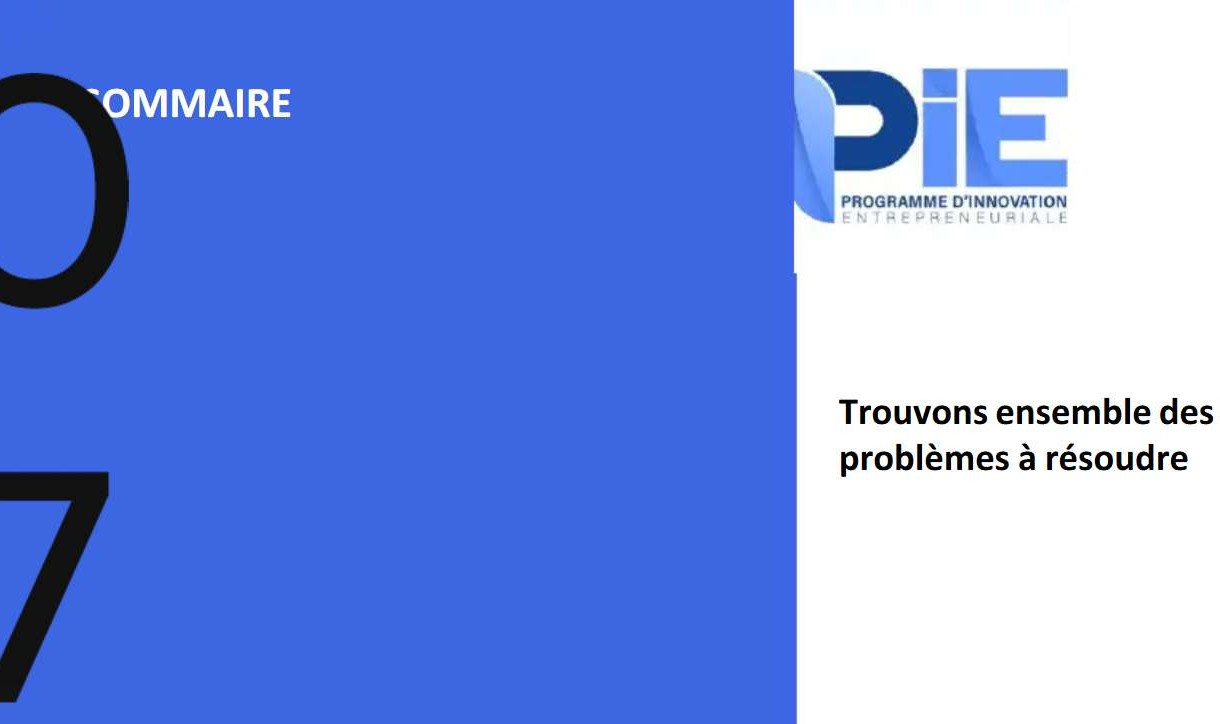 SOMMAIRE
0
7
PiE
PROGRAMME D'INNOVATION
ENTREPRENEURIALE
Trouvons ensemble des
problèmes à résoudre